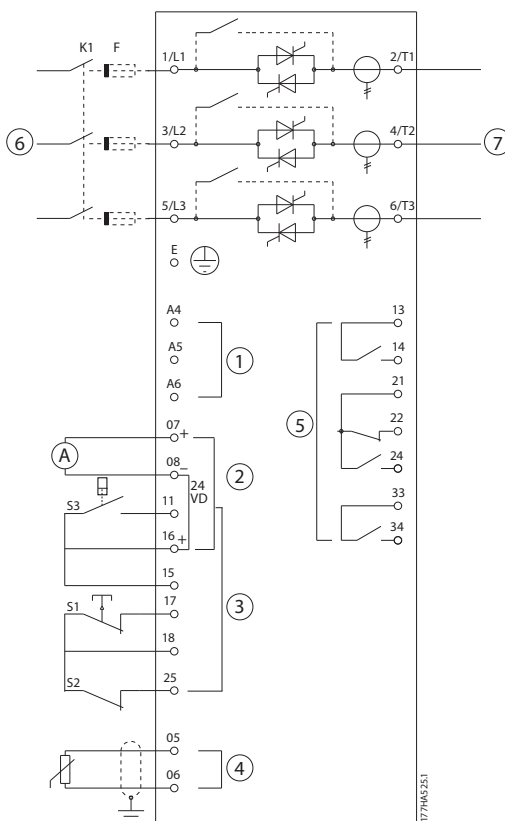 K1 F 1/L1 2/T1
6 3/L2 4/T2 7
5/L3 6/T3
E
A4 13
A5 1 14
A6 21
07 + 5 22
A 08 – 2 24
24 VD
S3 11 33
16 + 34
15
S1 17 3
18
S2 25
05
4
06
177HA525.1